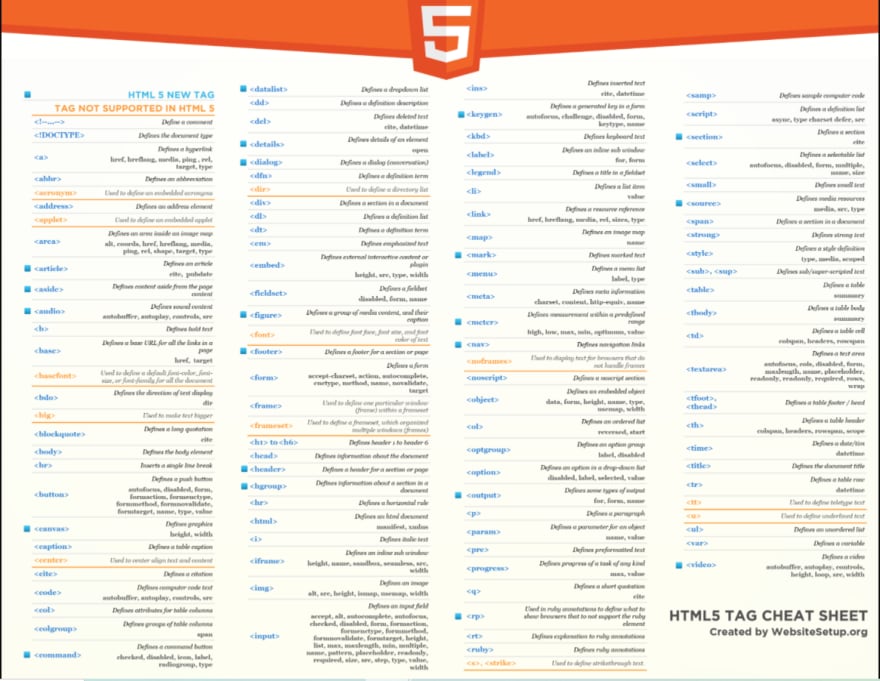 5
HTML 5 NEW TAG
TAG NOT SUPPORTED IN HTML 5
<!--...--> Define a comment
<!DOCTYPE> Defines the document type
<a> Defines a hyperlink
href, hreflang, media, ping, rel,
target, type
<abbr> Defines an abbreviation
<acronym> Used to define an embedded acronyms
<address> Defines an address element
<applet> Used to define an embedded applet
<area> Defines an area inside an image map
alt, coords, href, hreflang, media,
ping, rel, shape, target, type
<article> Defines an article
cite, pubdate
<aside> Defines content aside from the page
content
<audio> Defines sound content
autobuffer, autoplay, controls, src
<b> Defines bold text
<base> Defines a base URL for all the links in a
page
href, target
<basefont> Used to define a default font-color, font-
size, or font-family for all the document
<bdo> Defines the direction of text display
dir
<big> Used to make text bigger
<blockquote> Defines a long quotation
cite
<body> Defines the body element
<br> Inserts a single line break
<button> Defines a push button
autofocus, disabled, form,
formaction, formenctype,
formmethod, formnovalidate,
formtarget, name, type, value
<canvas> Defines graphics
height, width
<caption> Defines a table caption
<center> Used to center align text and content
<cite> Defines a citation
<code> Defines computer code text
autobuffer, autoplay, controls, src
<col> Defines attributes for table columns
<colgroup> Defines groups of table columns
span
<command> Defines a command button
checked, disabled, icon, label,
radiogroup, type
<datalist> Defines a dropdown list
<dd> Defines a definition description
<del> Defines deleted text
cite, datetime
<details> Defines details of an element
open
<dialog> Defines a dialog (conversation)
<dfn> Defines a definition term
<dir> Used to define a directory list
<div> Defines a section in a document
<dl> Defines a definition list
<dt> Defines a definition term
<em> Defines emphasized text
<embed> Defines external interactive content or
plugin
height, src, type, width
<fieldset> Defines a fieldset
disabled, form, name
<figure> Defines a group of media content, and their
caption
<font> Used to define font face, font size, and font
color of text
<footer> Defines a footer for a section or page
<form> Defines a form
accept-charset, action, autocomplete,
enctype, method, name, novalidate,
target
<frame> Used to define one particular window
(frame) within a frameset
<frameset> Used to define a frameset, which organized
multiple windows (frames)
<h1> to <h6> Defines header 1 to header 6
<head> Defines information about the document
<header> Defines a header for a section or page
<hgroup> Defines information about a section in a
document
<hr> Defines a horizontal rule
<html> Defines an html document
manifest, xmlns
<i> Defines italic text
<iframe> Defines an inline sub window
height, name, sandbox, seamless, src,
width
<img> Defines an image
alt, src, height, ismap, usemap, width
<input> Defines an input field
accept, alt, autocomplete, autofocus,
checked, disabled, form, formaction,
formenctype, formmethod,
formnovalidate, formtarget, height,
list, max, maxlength, min, multiple,
name, pattern, placeholder, readonly,
required, size, src, step, type, value,
width
<ins> Defines inserted text
cite, datetime
<keygen> Defines a generated key in a form
autofocus, challenge, disabled, form,
keytype, name
<kbd> Defines keyboard text
<label> Defines an inline sub window
for, form
<legend> Defines a title in a fieldset
<li> Defines a list item
value
<link> Defines a resource reference
href, hreflang, media, rel, sizes, type
<map> Defines an image map
name
<mark> Defines marked text
<menu> Defines a menu list
label, type
<meta> Defines meta information
charset, content, http-equiv, name
<meter> Defines measurement within a predefined
range
high, low, max, min, optimum, value
<nav> Defines navigation links
<noframes> Used to display text for browsers that do
not handle frames
<noscript> Defines a noscript section
<object> Defines an embedded object
data, form, height, name, type,
usemap, width
<ol> Defines an ordered list
reversed, start
<optgroup> Defines an option group
label, disabled
<option> Defines an option in a drop-down list
disabled, label, selected, value
<output> Defines some types of output
for, form, name
<p> Defines a paragraph
<param> Defines a parameter for an object
name, value
<pre> Defines preformatted text
<progress> Defines progress of a task of any kind
max, value
<q> Defines a short quotation
cite
<rp> Used in ruby annotations to define what to
show browsers that to not support the ruby
element
<rt> Defines explanation to ruby annotations
<ruby> Defines ruby annotations
<s>, <strike> Used to define strikethrough text
<samp> Defines sample computer code
<script> Defines a definition list
async, type charset defer, src
<section> Defines a section
cite
<select> Defines a selectable list
autofocus, disabled, form, multiple,
name, size
<small> Defines small text
<source> Defines media resources
media, src, type
<span> Defines a section in a document
<strong> Defines strong text
<style> Defines a style definition
type, media, scoped
<sub>, <sup> Defines sub/super-scripted text
<table> Defines a table
summary
<tbody> Defines a table body
summary
<td> Defines a table cell
colspan, headers, rowspan
<textarea> Defines a text area
autofocus, cols, disabled, form,
maxlength, name, placeholder,
readonly, readonly, required, rows,
wrap
<tfoot>,
<thead> Defines a table footer / head
<th> Defines a table header
colspan, headers, rowspan, scope
<time> Defines a date/time
datetime
<title> Defines the document title
<tr> Defines a table row
datetime
<tt> Used to define teletype text
<u> Used to define underlined text
<ul> Defines an unordered list
<var> Defines a variable
<video> Defines a video
autobuffer, autoplay, controls,
height, loop, src, width
HTML5 TAG CHEAT SHEET
Created by WebsiteSetup.org